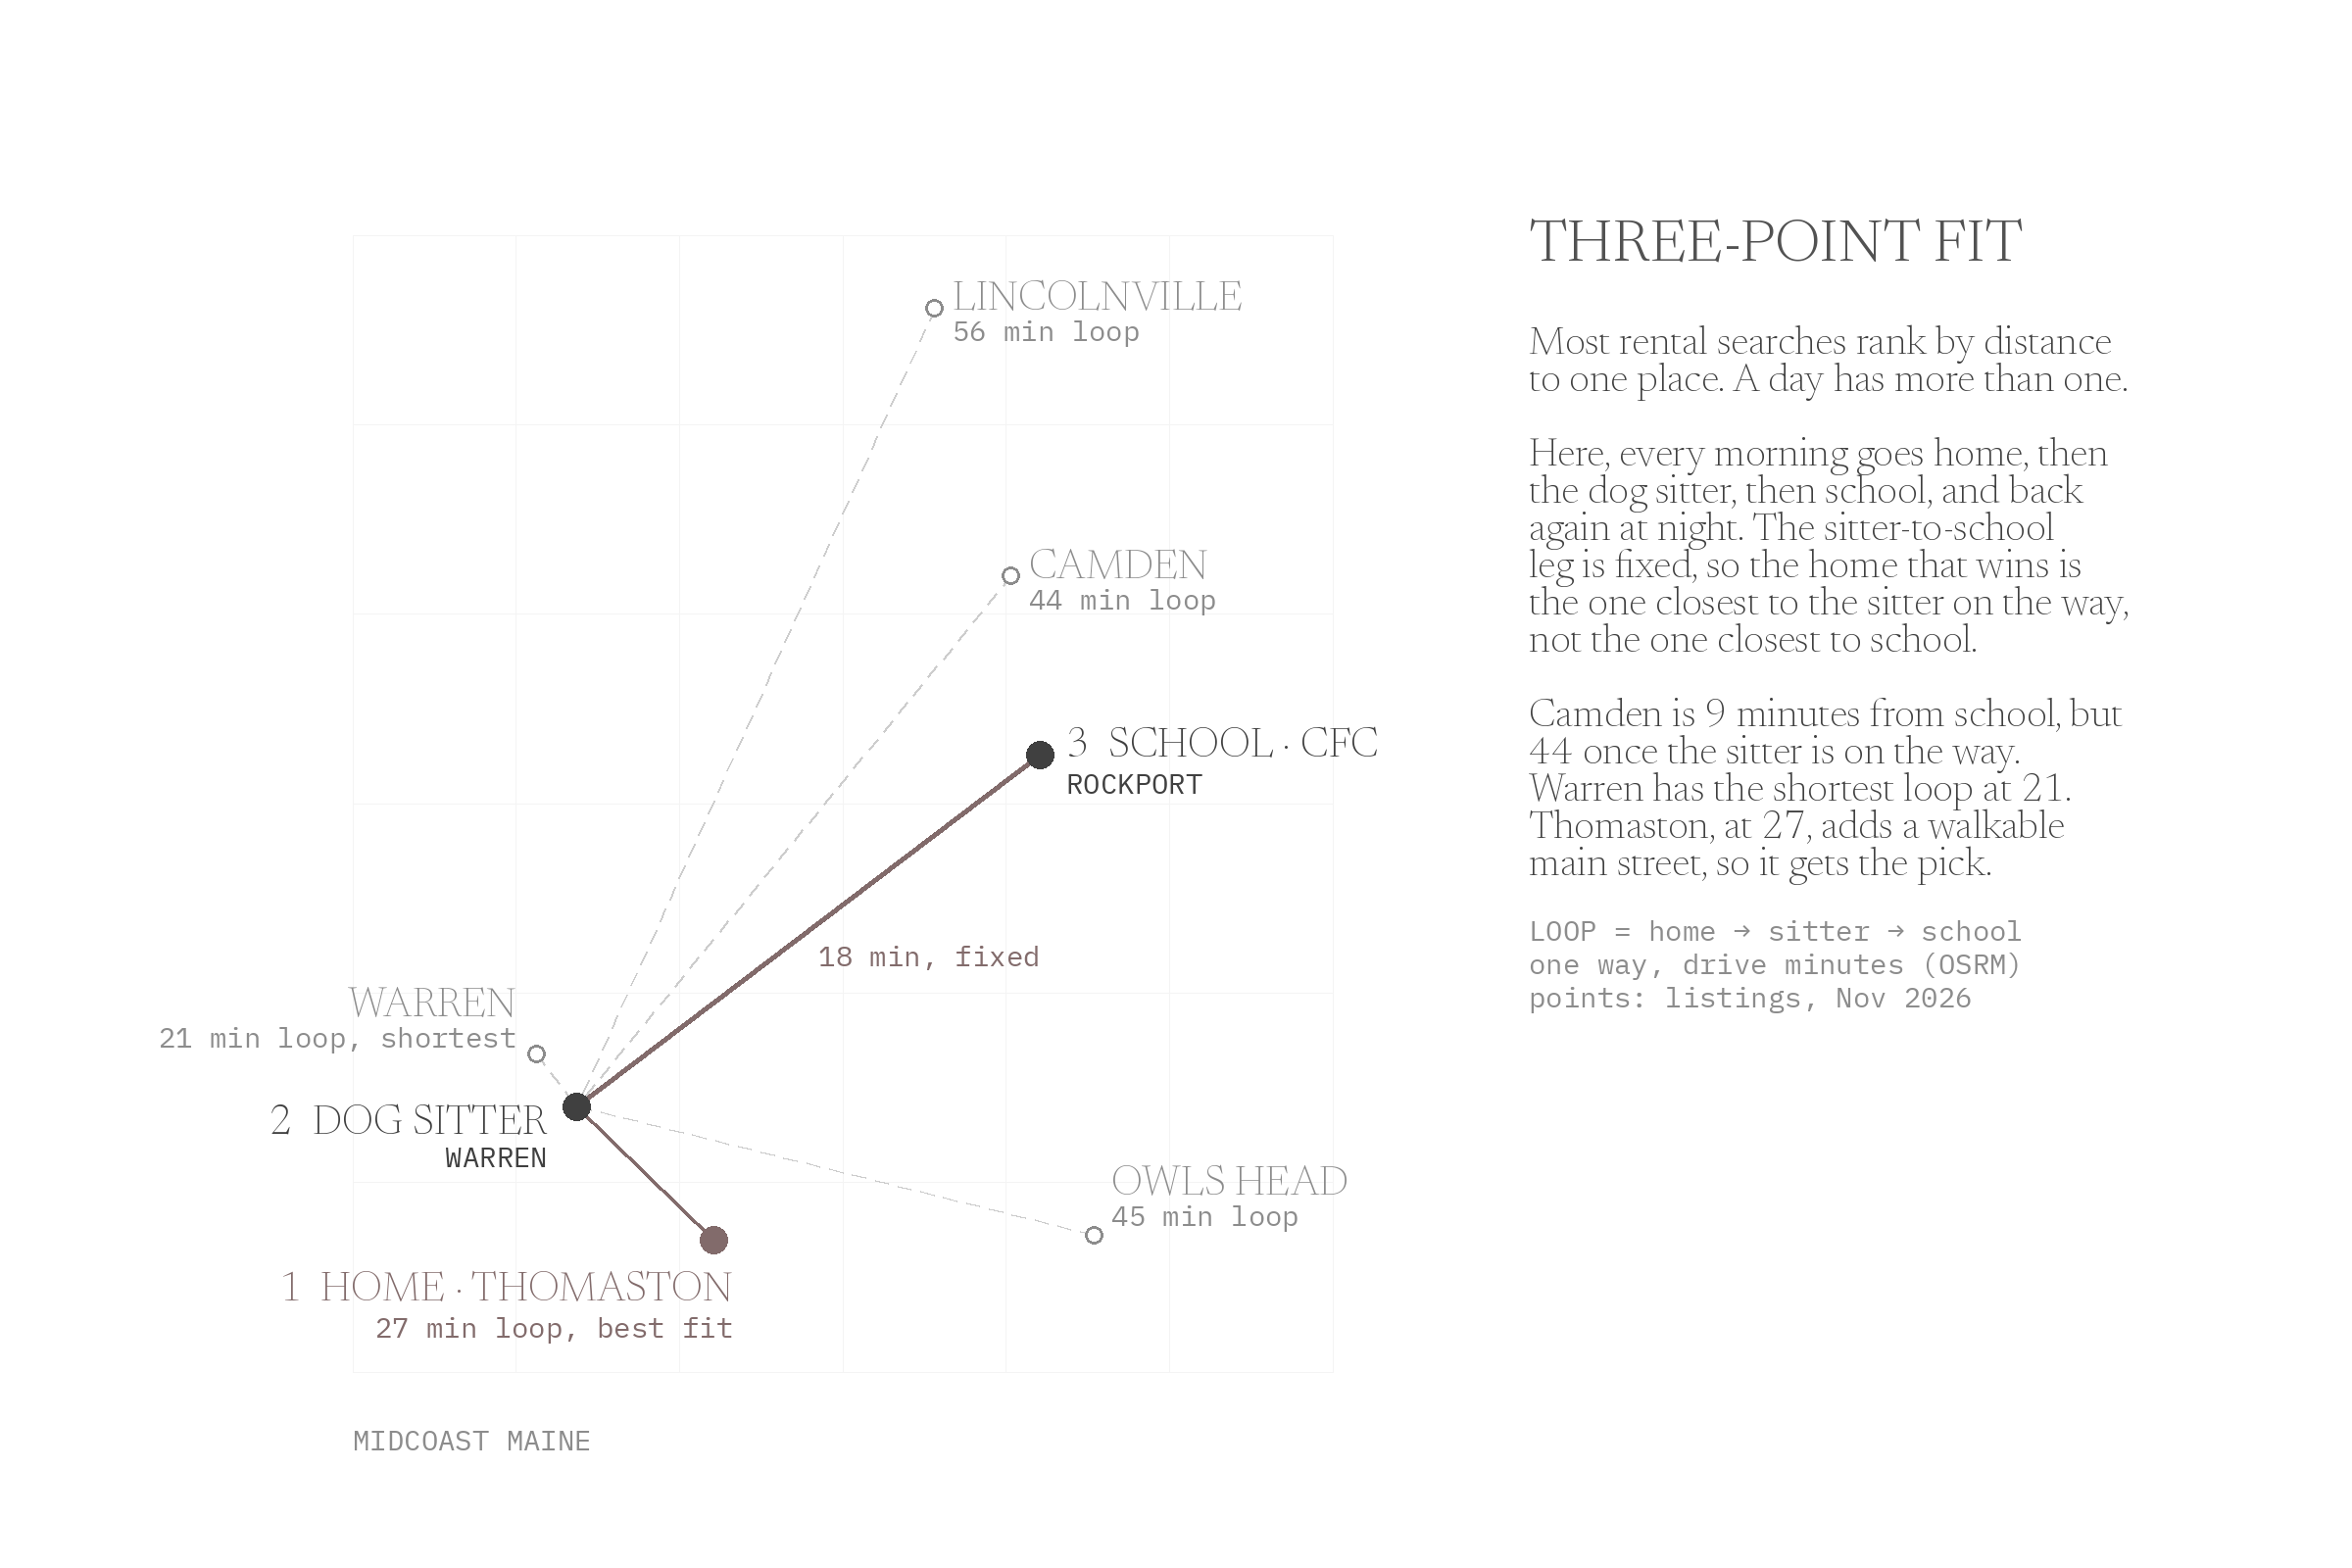 THREE-POINT FIT
Most rental searches rank by distance
to one place. A day has more than one.
Here, every morning goes home, then
the dog sitter, then school, and back
again at night. The sitter-to-school
leg is fixed, so the home that wins is
the one closest to the sitter on the way,
not the one closest to school.
Camden is 9 minutes from school, but
44 once the sitter is on the way.
Warren has the shortest loop at 21.
Thomaston, at 27, adds a walkable
main street, so it gets the pick.
LOOP = home → sitter → school
one way, drive minutes (OSRM)
points: listings, Nov 2026
LINCOLNVILLE
56 min loop
CAMDEN
44 min loop
3 SCHOOL · CFC
ROCKPORT
18 min, fixed
WARREN
21 min loop, shortest
2 DOG SITTER
WARREN
OWLS HEAD
45 min loop
1 HOME · THOMASTON
27 min loop, best fit
MIDCOAST MAINE